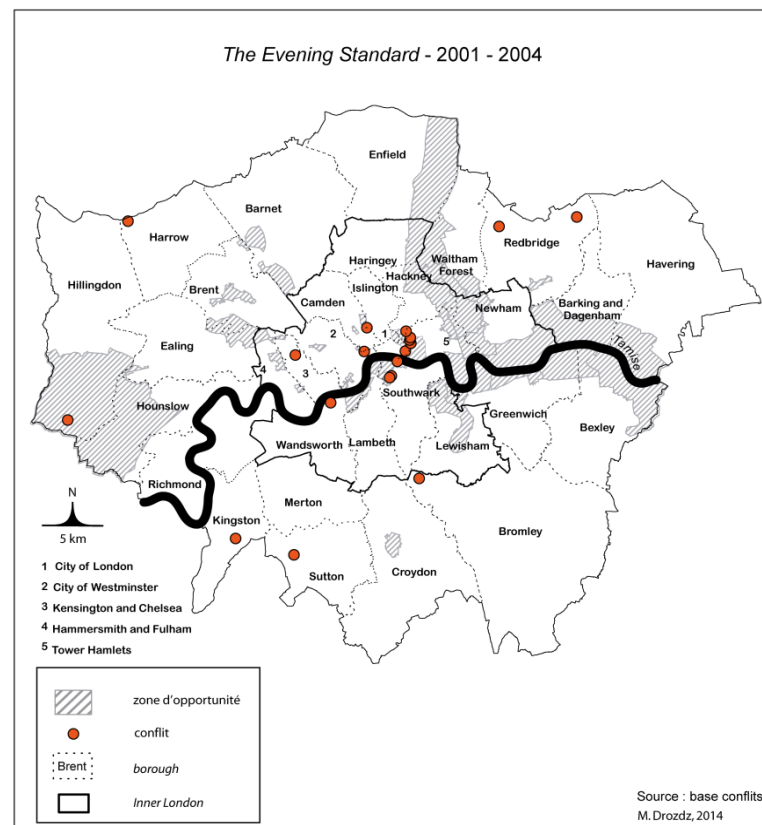 The Evening Standard - 2001 - 2004
Enfield
Barnet
Harrow
Redbridge
Haringey
Waltham
Forest
Havering
Hillingdon
Hackney
Brent
Islington
Camden
Newham
Barking and
Dagenham
Ealing
2
1
5
Tamise
4
3
Hounslow
Southwark
Greenwich
Wandsworth
Lambeth
Lewisham
Bexley
Richmond
N
5 km
Merton
Kingston
Bromley
Sutton
Croydon
1 City of London
2 City of Westminster
3 Kensington and Chelsea
4 Hammersmith and Fulham
5 Tower Hamlets
zone d'opportunité
conflit
Brent
borough
Inner London
Source : base conflits
M. Drozdz, 2014